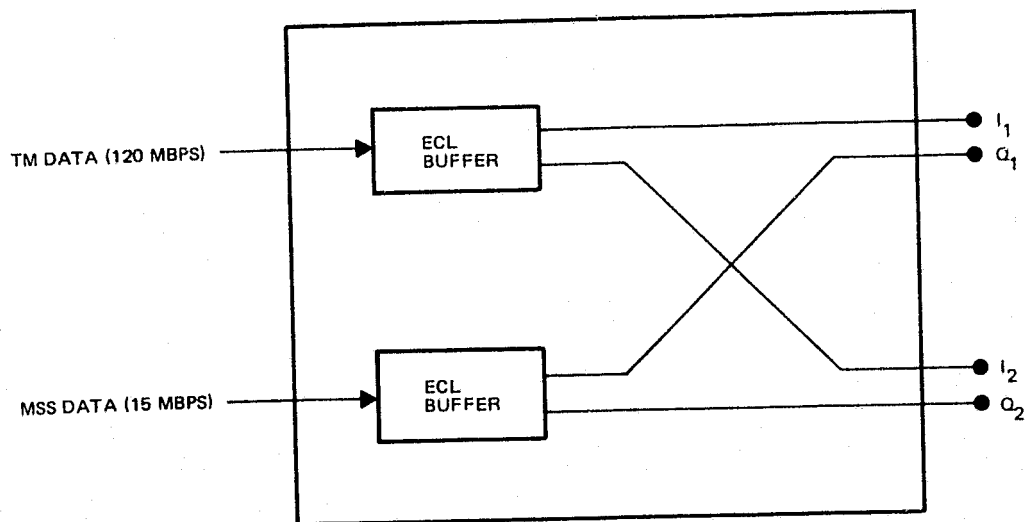 TM DATA (120 MBPS)
ECL
BUFFER
I1
Q1
MSS DATA (15 MBPS)
ECL
BUFFER
I2
Q2